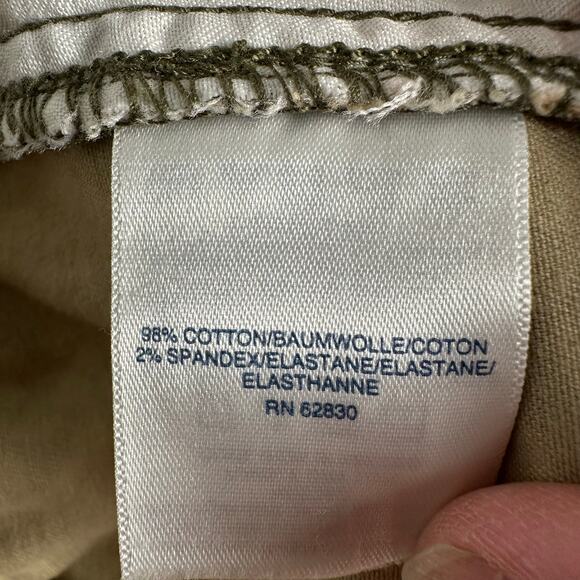 98% COTTON/BAUMWOLLE/COTON
2% SPANDEX/ELASTANE/ELASTANE/
ELASTHANNE
RN 62830